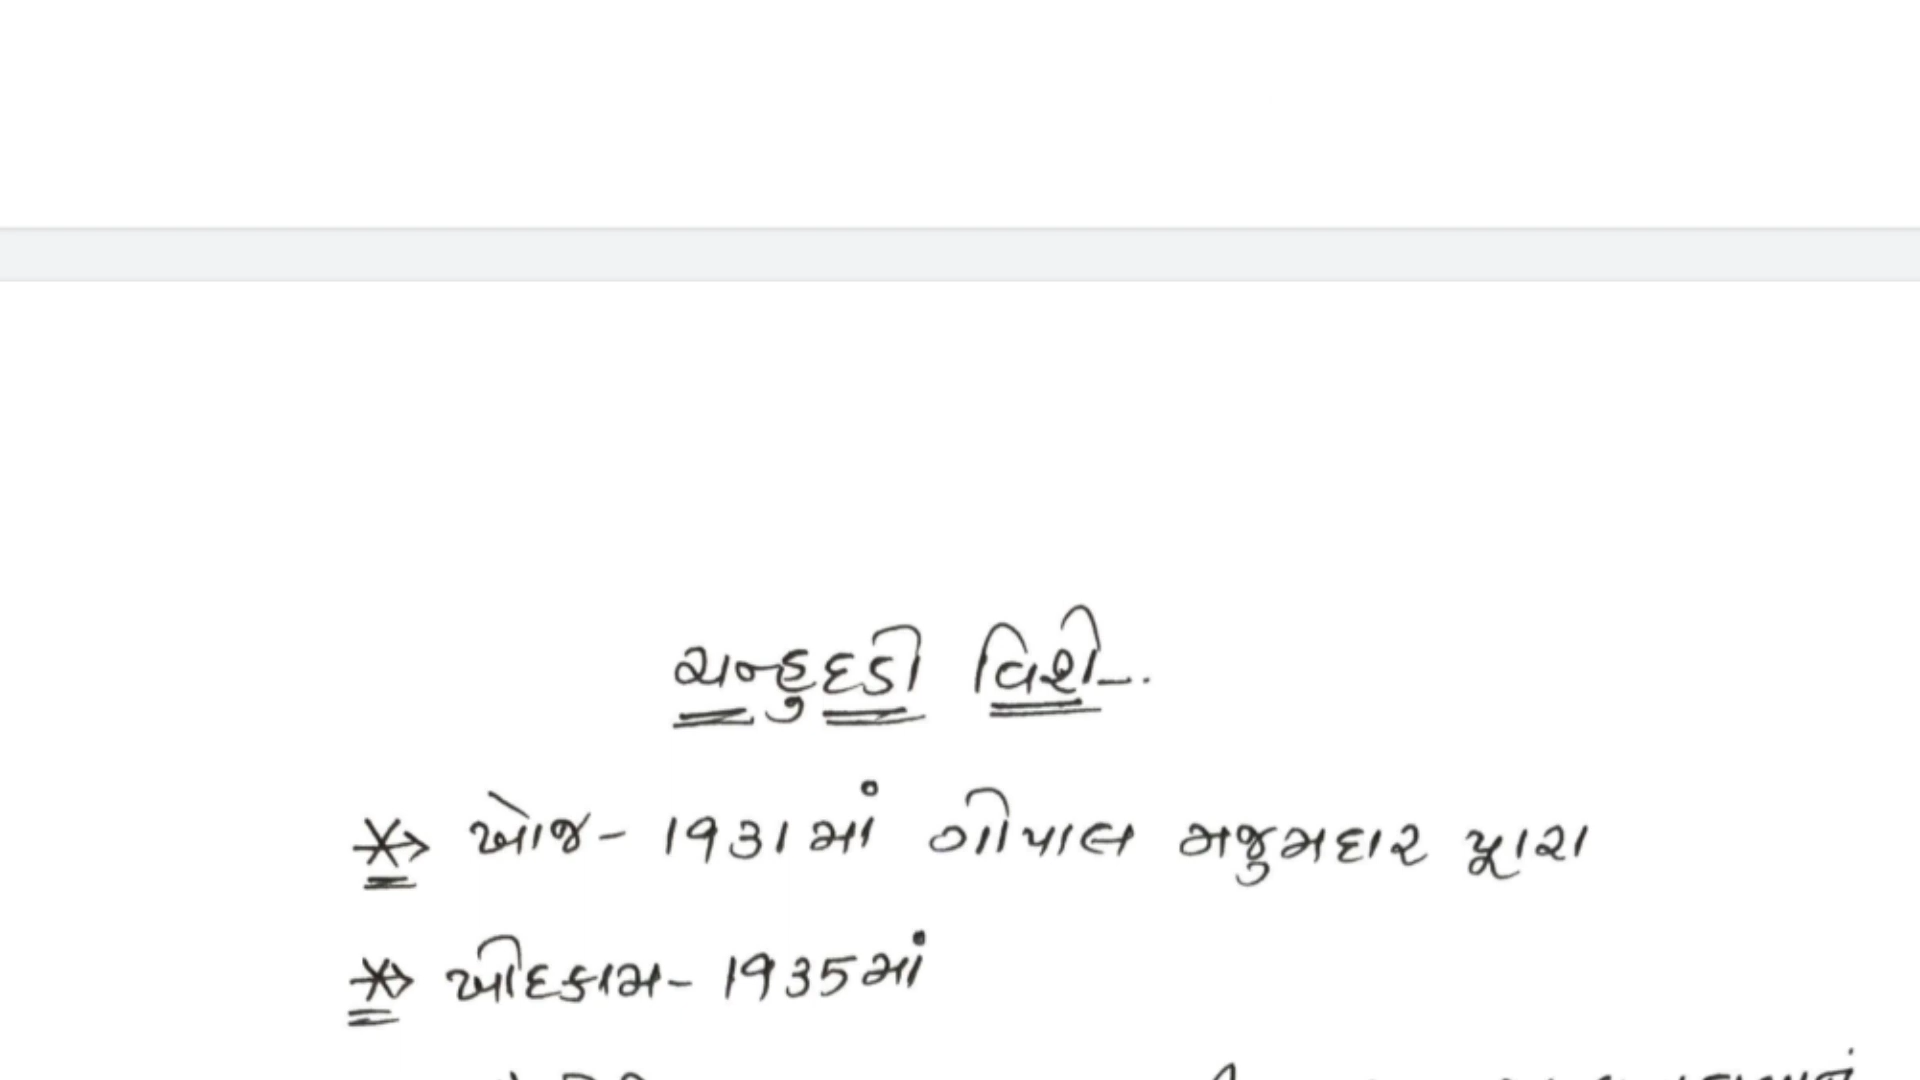 ચન્હુદડો વિશે-.
* ખોજ - 1931માં ગોપાલ મજુમદાર દ્વારા
* ખોદકામ - 1935માં